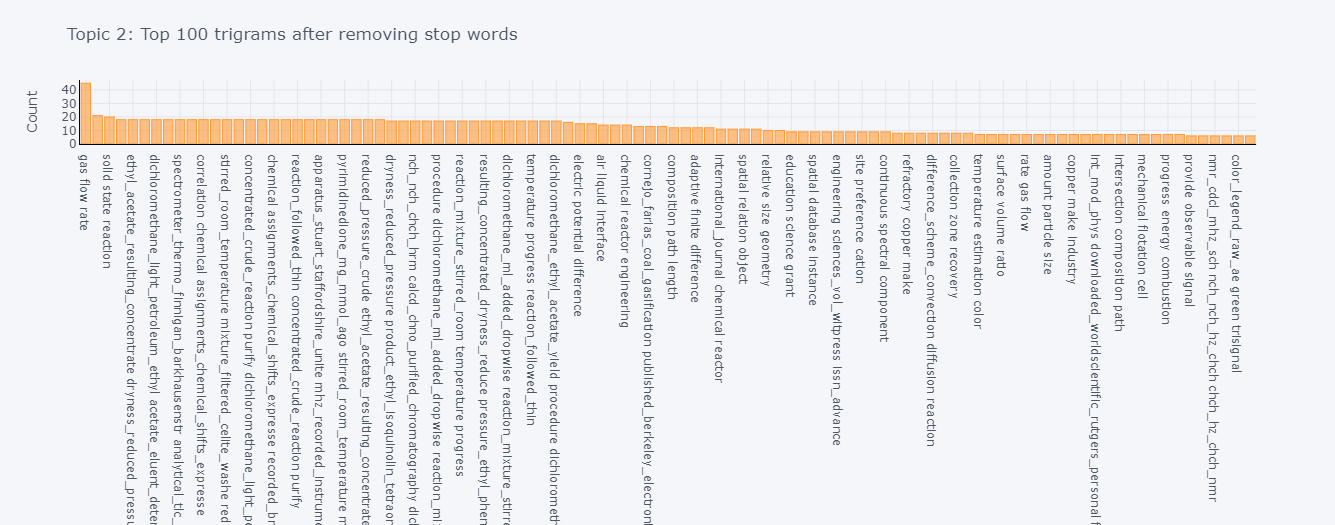 Topic 2: Top 100 trigrams after removing stop words
Count
40
30
20
10
0
gas flow rate
solid state reaction
ethyl_acetate_resulting_concentrate dryness_reduced_pressu
dichloromethane_light_petroleum_ethyl acetate_eluent_deter
spectrometer_thermo_finnigan_barkhausenstr analytical_tlc_
correlation chemical assignments_chemical_shifts_expresse
stirred_room_temperature mixture_filtered_celite_washe red
concentrated_crude_reaction purify dichloromethane_light_pe
chemical assignments_chemical_shifts_expresse recorded_br
reaction_followed_thin concentrated_crude_reaction purify
apparatus_stuart_staffordshire_unite mhz_recorded_instrume
pyrimidinedione_mg_mmol_ago stirred_room_temperature m
reduced_pressure_crude ethyl_acetate_resulting_concentrate
dryness_reduced_pressure product_ethyl_isoquinolin_tetraon
nch_nch_chch_hrm calcd_chno_purified_chromatography dicl
procedure dichloromethane_ml_added_dropwise reaction_mi
reaction_mixture_stirred_room temperature progress
resulting_concentrated_dryness_reduce pressure_ethyl_phen
dichloromethane_ml_added_dropwise reaction_mixture_stirre
temperature progress reaction_followed_thin
dichloromethane_ethyl_acetate_yield procedure dichlorometh
electric potential difference
air liquid interface
chemical reactor engineering
cornejo_farias_coal_gasification published_berkeley_electroni
composition path length
adaptive finite difference
international_journal chemical reactor
spatial relation object
relative size geometry
education science grant
spatial database instance
engineering sciences_vol_witpress issn_advance
site preference cation
continuous spectral component
refractory copper make
difference_scheme_convection diffusion reaction
collection zone recovery
temperature estimation color
surface volume ratio
rate gas flow
amount particle size
copper make industry
int_mod_phys downloaded_worldscientific_rutgers_personal f
intersection composition path
mechanical flotation cell
progress energy combustion
provide observable signal
nmr_cdcl_mhz_sch nch_nch_hz_chch chch_hz_chch_nmr
color_legend_raw_ae green trisignal